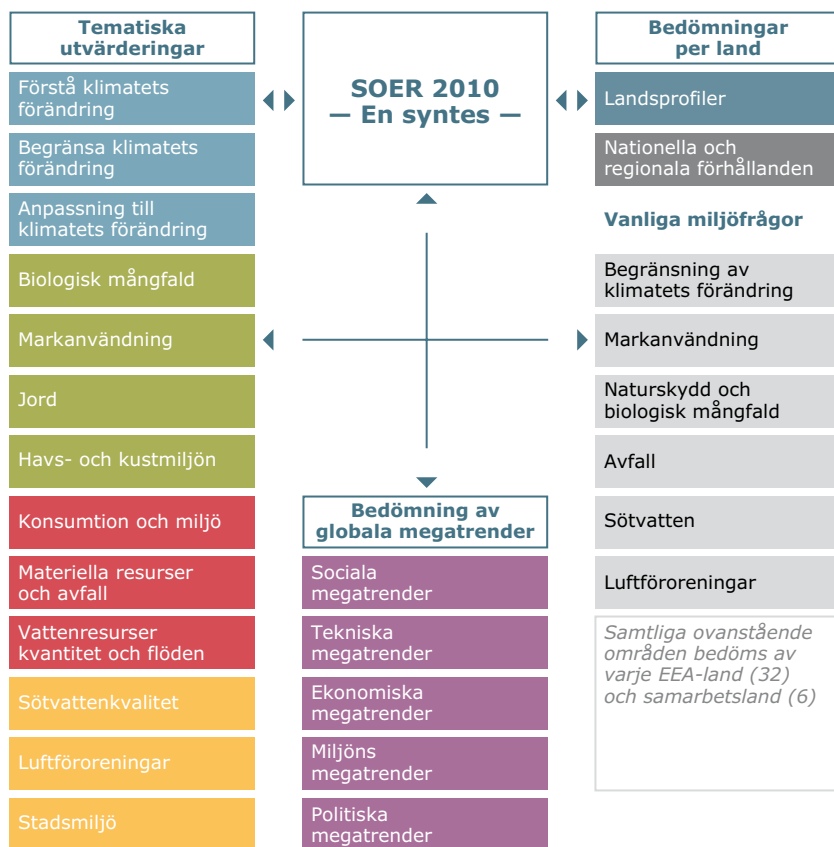 Tematiska
utvärderingar
Förstå klimatets
förändring
Begränsa klimatets
förändring
Anpassning till
klimatets förändring
Biologisk mångfald
Markanvändning
Jord
Havs- och kustmiljön
Konsumtion och miljö
Materiella resurser
och avfall
Vattenresurser
kvantitet och flöden
Sötvattenkvalitet
Luftföroreningar
Stadsmiljö
SOER 2010
— En syntes —
Bedömning av
globala megatrender
Sociala
megatrender
Tekniska
megatrender
Ekonomiska
megatrender
Miljöns
megatrender
Politiska
megatrender
Bedömningar
per land
Landsprofiler
Nationella och
regionala förhållanden
Vanliga miljöfrågor
Begränsning av
klimatets förändring
Markanvändning
Naturskydd och
biologisk mångfald
Avfall
Sötvatten
Luftföroreningar
Samtliga ovanstående
områden bedöms av
varje EEA-land (32)
och samarbetsland (6)